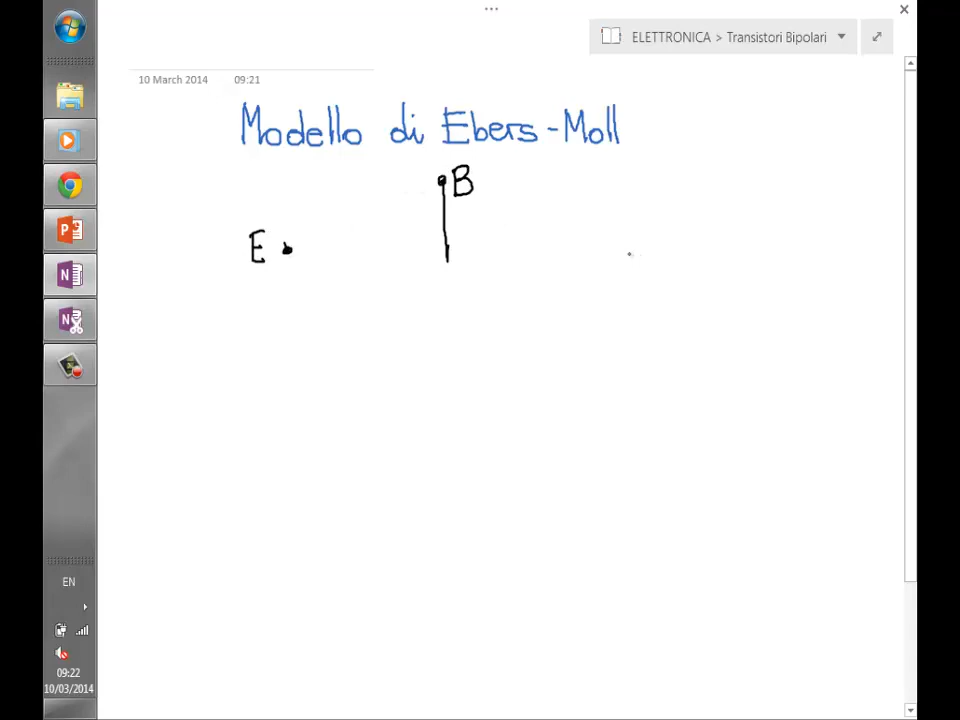 ELETTRONICA > Transistori Bipolari
10 March 2014 09:21
Modello di Ebers-Moll
B
E
P
N
N
EN
09:22
10/03/2014